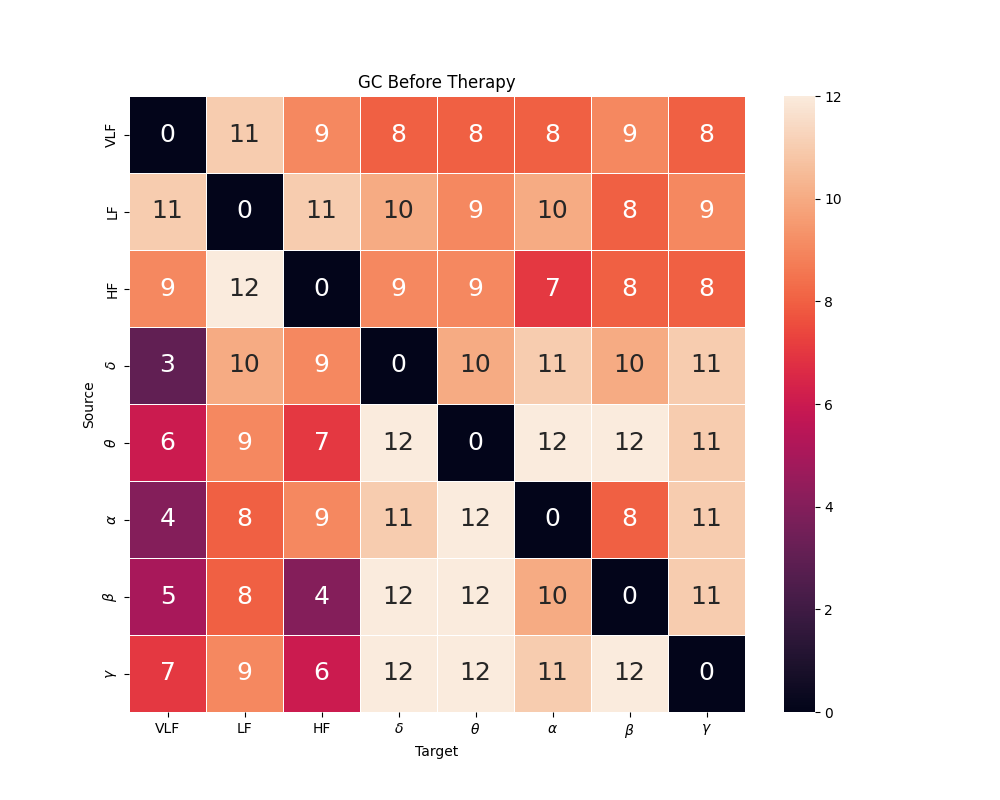 GC Before Therapy
VLF 0 11 9 8 8 8 9 8
LF 11 0 11 10 9 10 8 9
HF 9 12 0 9 9 7 8 8
δ 3 10 9 0 10 11 10 11
θ 6 9 7 12 0 12 12 11
α 4 8 9 11 12 0 8 11
β 5 8 4 12 12 10 0 11
γ 7 9 6 12 12 11 12 0
VLF LF HF δ θ α β γ
Source
Target
12
10
8
6
4
2
0